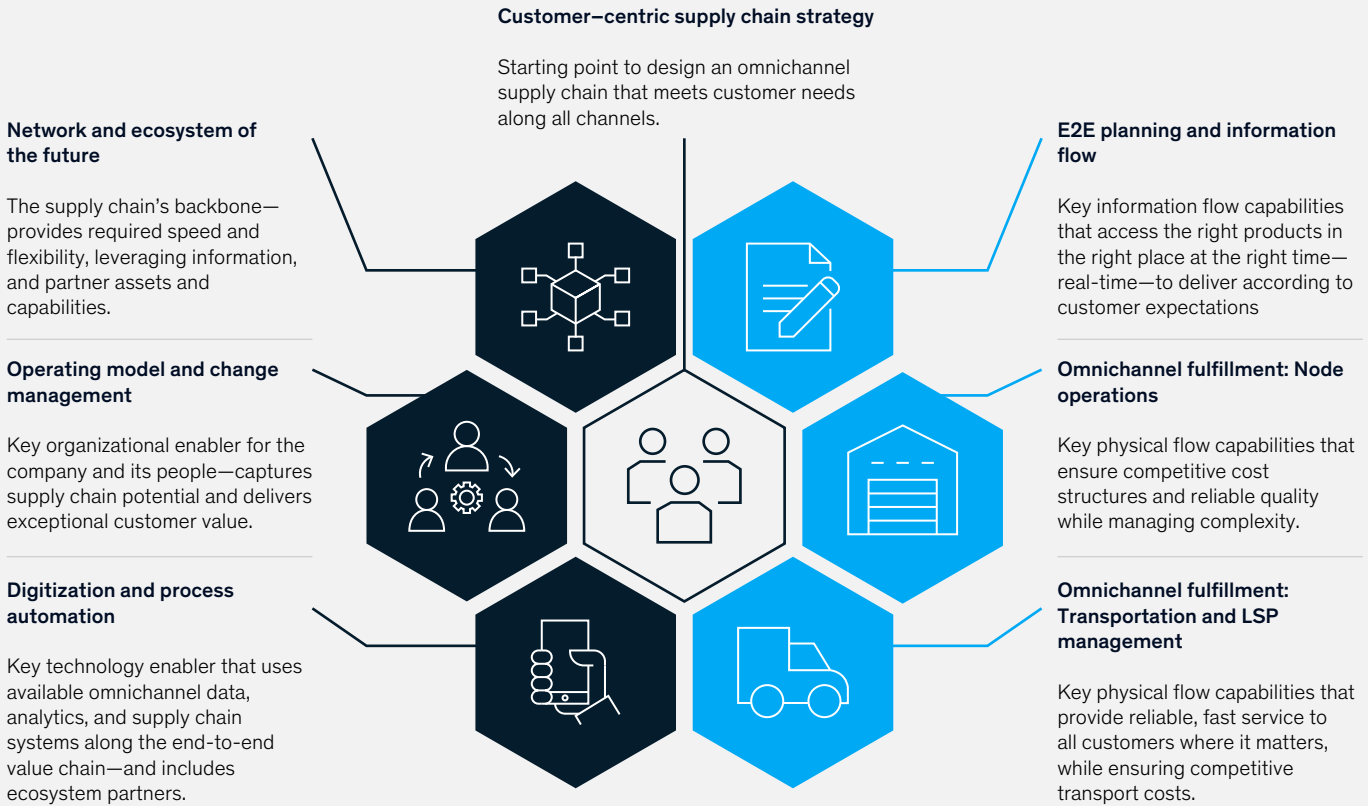 Customer–centric supply chain strategy
Starting point to design an omnichannel
supply chain that meets customer needs
along all channels.
Network and ecosystem of
the future
The supply chain's backbone—
provides required speed and
flexibility, leveraging information,
and partner assets and
capabilities.
Operating model and change
management
Key organizational enabler for the
company and its people—captures
supply chain potential and delivers
exceptional customer value.
Digitization and process
automation
Key technology enabler that uses
available omnichannel data,
analytics, and supply chain
systems along the end-to-end
value chain—and includes
ecosystem partners.
E2E planning and information
flow
Key information flow capabilities
that access the right products in
the right place at the right time—
real-time—to deliver according to
customer expectations
Omnichannel fulfillment: Node
operations
Key physical flow capabilities that
ensure competitive cost
structures and reliable quality
while managing complexity.
Omnichannel fulfillment:
Transportation and LSP
management
Key physical flow capabilities that
provide reliable, fast service to
all customers where it matters,
while ensuring competitive
transport costs.